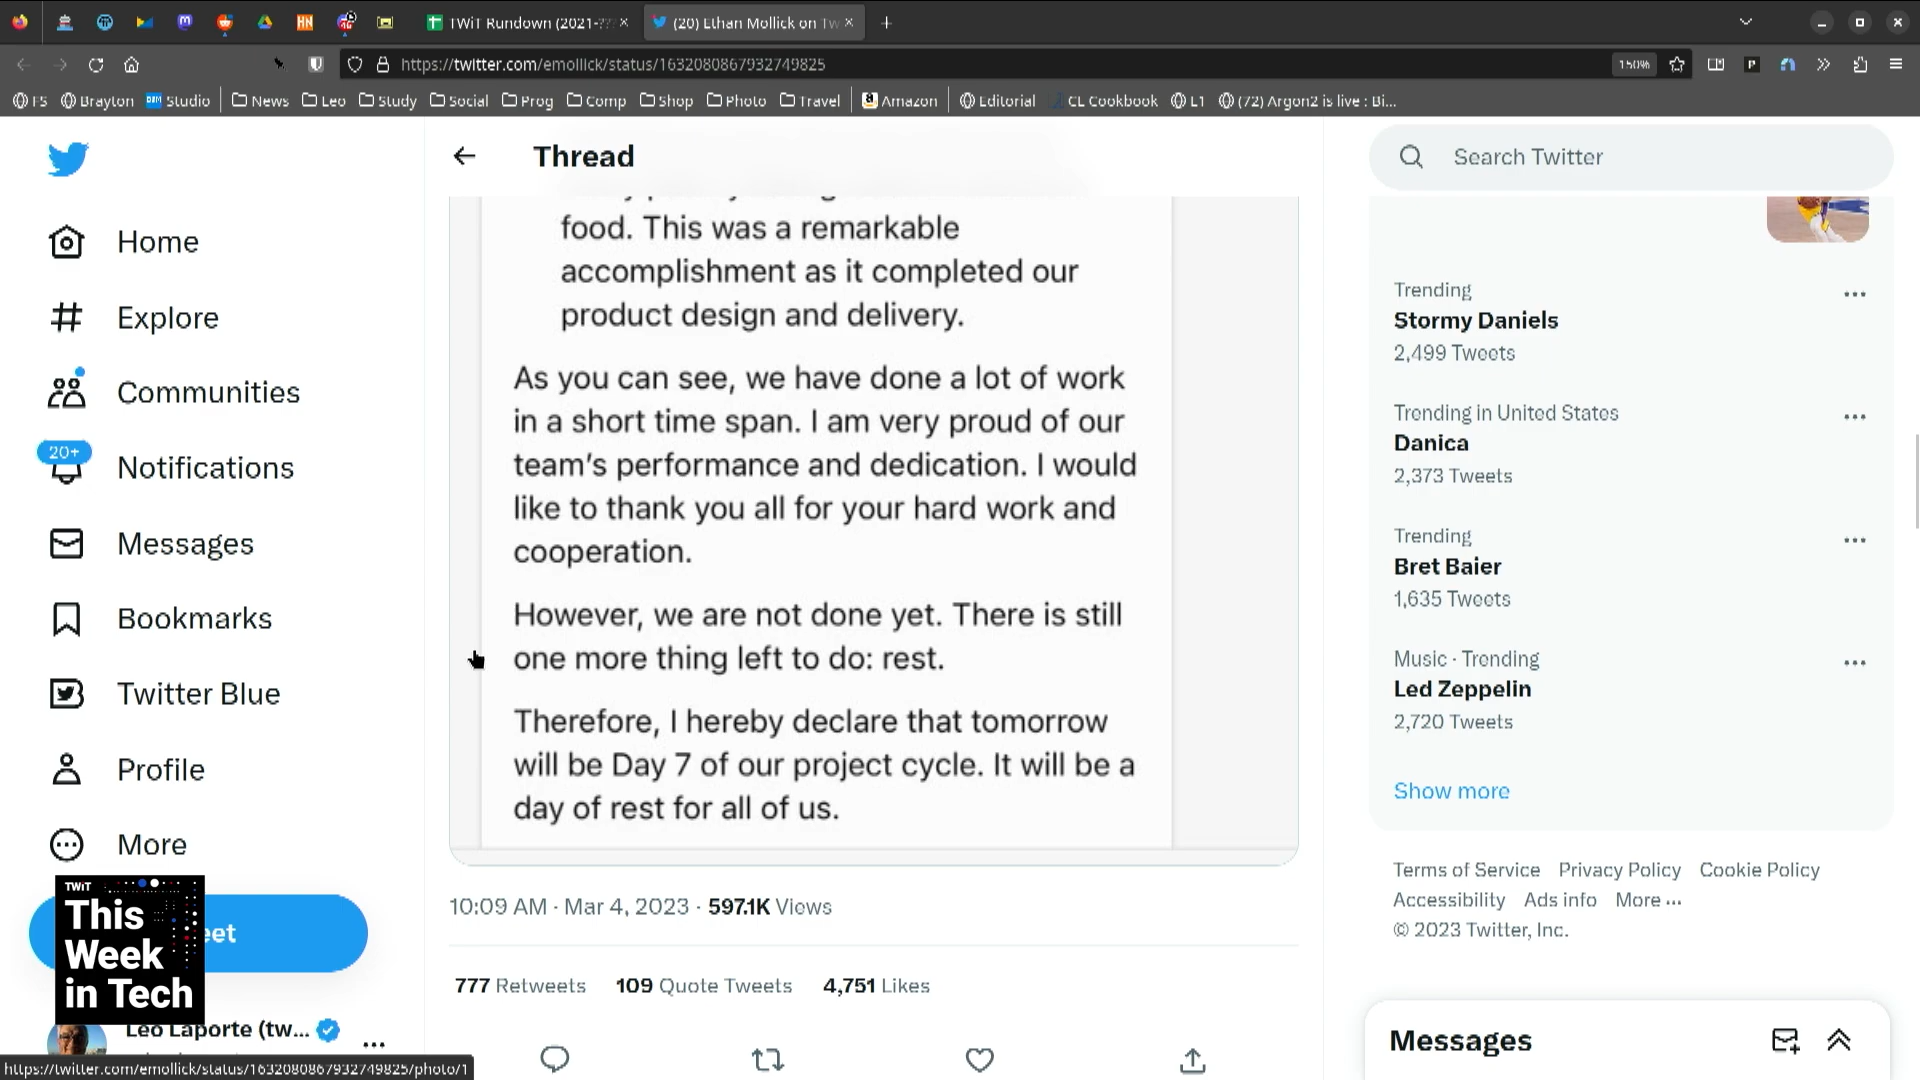 TWiT Rundown (2021-???
(20) Ethan Mollick on Tw
https://twitter.com/emollick/status/1632080867932749825
150%
FS
Brayton
Studio
News
Leo
Study
Social
Prog
Comp
Shop
Photo
Travel
Amazon
Editorial
CL Cookbook
L1
(72) Argon2 is live : Bi...
Home
Explore
Communities
20+
Notifications
Messages
Bookmarks
Twitter Blue
Profile
More
eet
TWiT
This
Week
in Tech
Leo Laporte (tw...
https://twitter.com/emollick/status/1632080867932749825/photo/1
Thread
food. This was a remarkable
accomplishment as it completed our
product design and delivery.
As you can see, we have done a lot of work
in a short time span. I am very proud of our
team's performance and dedication. I would
like to thank you all for your hard work and
cooperation.
However, we are not done yet. There is still
one more thing left to do: rest.
Therefore, I hereby declare that tomorrow
will be Day 7 of our project cycle. It will be a
day of rest for all of us.
10:09 AM · Mar 4, 2023 · 597.1K Views
777 Retweets 109 Quote Tweets 4,751 Likes
Search Twitter
Trending
Stormy Daniels
2,499 Tweets
Trending in United States
Danica
2,373 Tweets
Trending
Bret Baier
1,635 Tweets
Music · Trending
Led Zeppelin
2,720 Tweets
Show more
Terms of Service Privacy Policy Cookie Policy
Accessibility Ads info More ...
© 2023 Twitter, Inc.
Messages